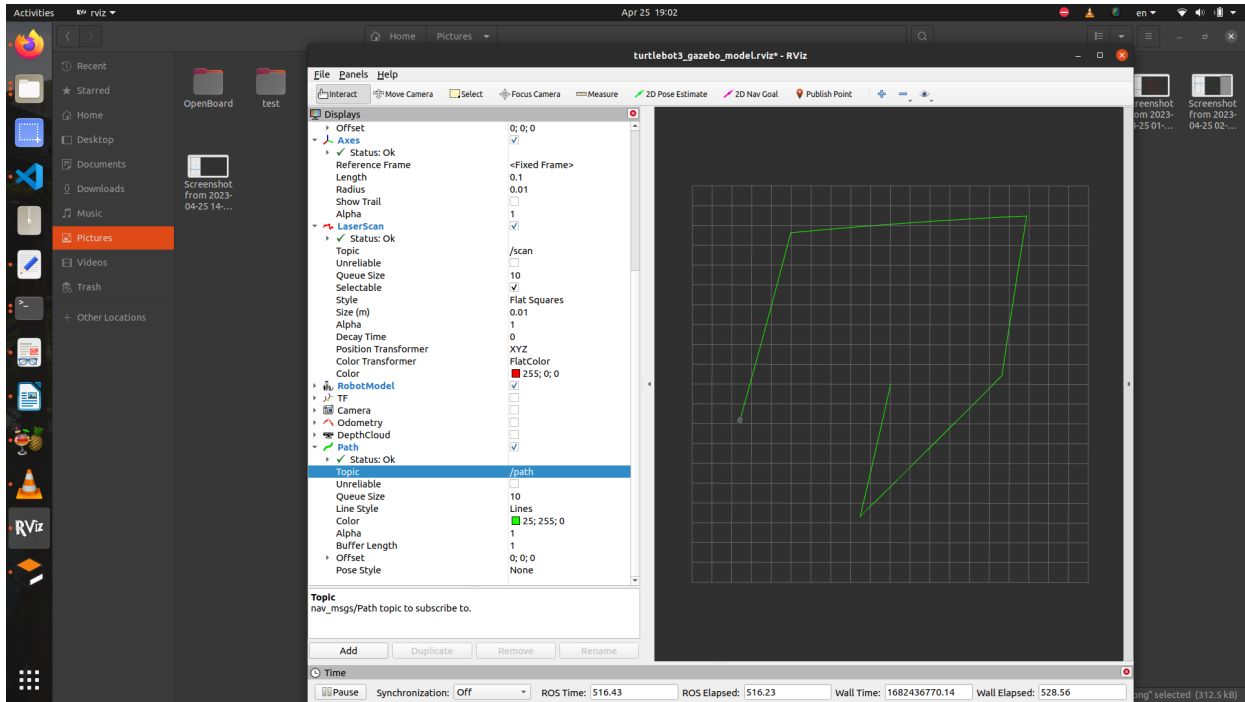 Activities
RViz rviz
Apr 25 19:02
en
Home Pictures
Recent
Starred
Home
Desktop
Documents
Downloads
Music
Pictures
Videos
Trash
+ Other Locations
OpenBoard
test
Screenshot
from 2023-
04-25 14-...
turtlebot3_gazebo_model.rviz* - RViz
File Panels Help
Interact Move Camera Select Focus Camera Measure 2D Pose Estimate 2D Nav Goal Publish Point
Displays
Offset 0; 0; 0
Axes
Status: Ok
Reference Frame <Fixed Frame>
Length 0.1
Radius 0.01
Show Trail
Alpha 1
LaserScan
Status: Ok
Topic /scan
Unreliable
Queue Size 10
Selectable
Style Flat Squares
Size (m) 0.01
Alpha 1
Decay Time 0
Position Transformer XYZ
Color Transformer FlatColor
Color 255; 0; 0
RobotModel
TF
Camera
Odometry
DepthCloud
Path
Status: Ok
Topic /path
Unreliable
Queue Size 10
Line Style Lines
Color 25; 255; 0
Alpha 1
Buffer Length 1
Offset 0; 0; 0
Pose Style None
Topic
nav_msgs/Path topic to subscribe to.
Add Duplicate Remove Rename
Time
Pause Synchronization: Off ROS Time: 516.43 ROS Elapsed: 516.23 Wall Time: 1682436770.14 Wall Elapsed: 528.56
RViz
reenshot
om 2023-
-25 01-...
Screenshot
from 2023-
04-25 02-...
ong" selected (312.5 kB)